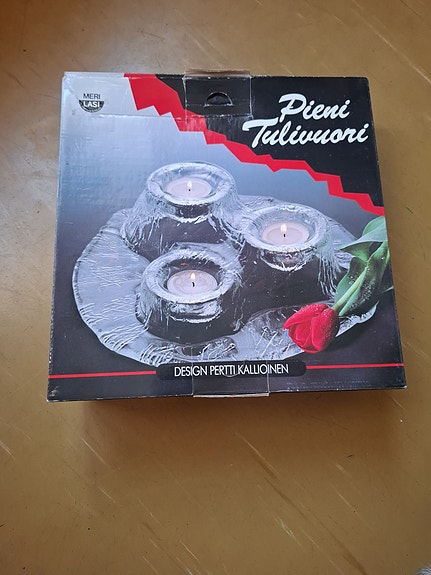 MERI
LASI
Pieni
Tulivuori
DESIGN PERTTI KALLIOINEN